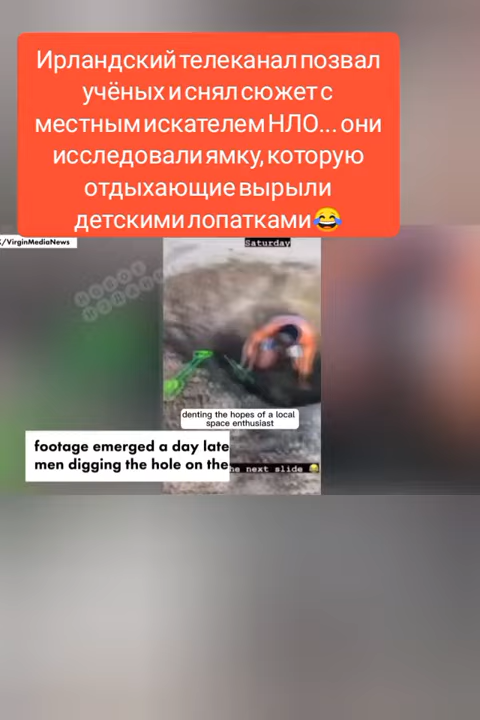 Ирландский телеканал позвал
учёных и снял сюжет с
местным искателем НЛО... они
исследовали ямку, которую
отдыхающие вырыли
детскими лопатками😂
/VirginMediaNews
Saturday
НОВОЕ
denting the hopes of a local
space enthusiast
footage emerged a day late
men digging the hole on the
he next slide 😂